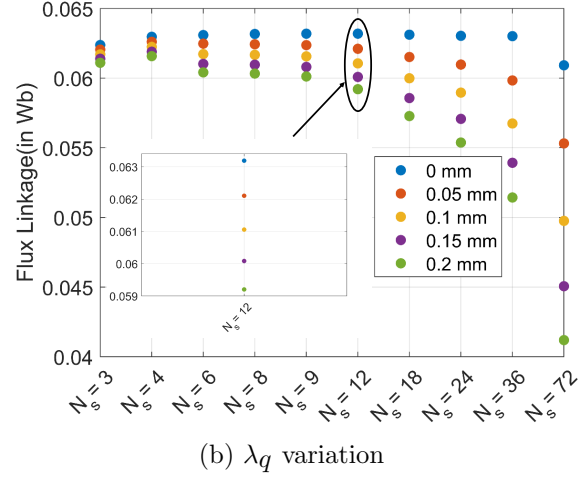 0.065
0.06
0.055
0.05
0.045
0.04
Flux Linkage(in Wb)
0.063
0.062
0.061
0.06
0.059
N_s = 12
0 mm
0.05 mm
0.1 mm
0.15 mm
0.2 mm
N_s = 3
N_s = 4
N_s = 6
N_s = 8
N_s = 9
N_s = 12
N_s = 18
N_s = 24
N_s = 36
N_s = 72
(b) λ_q variation